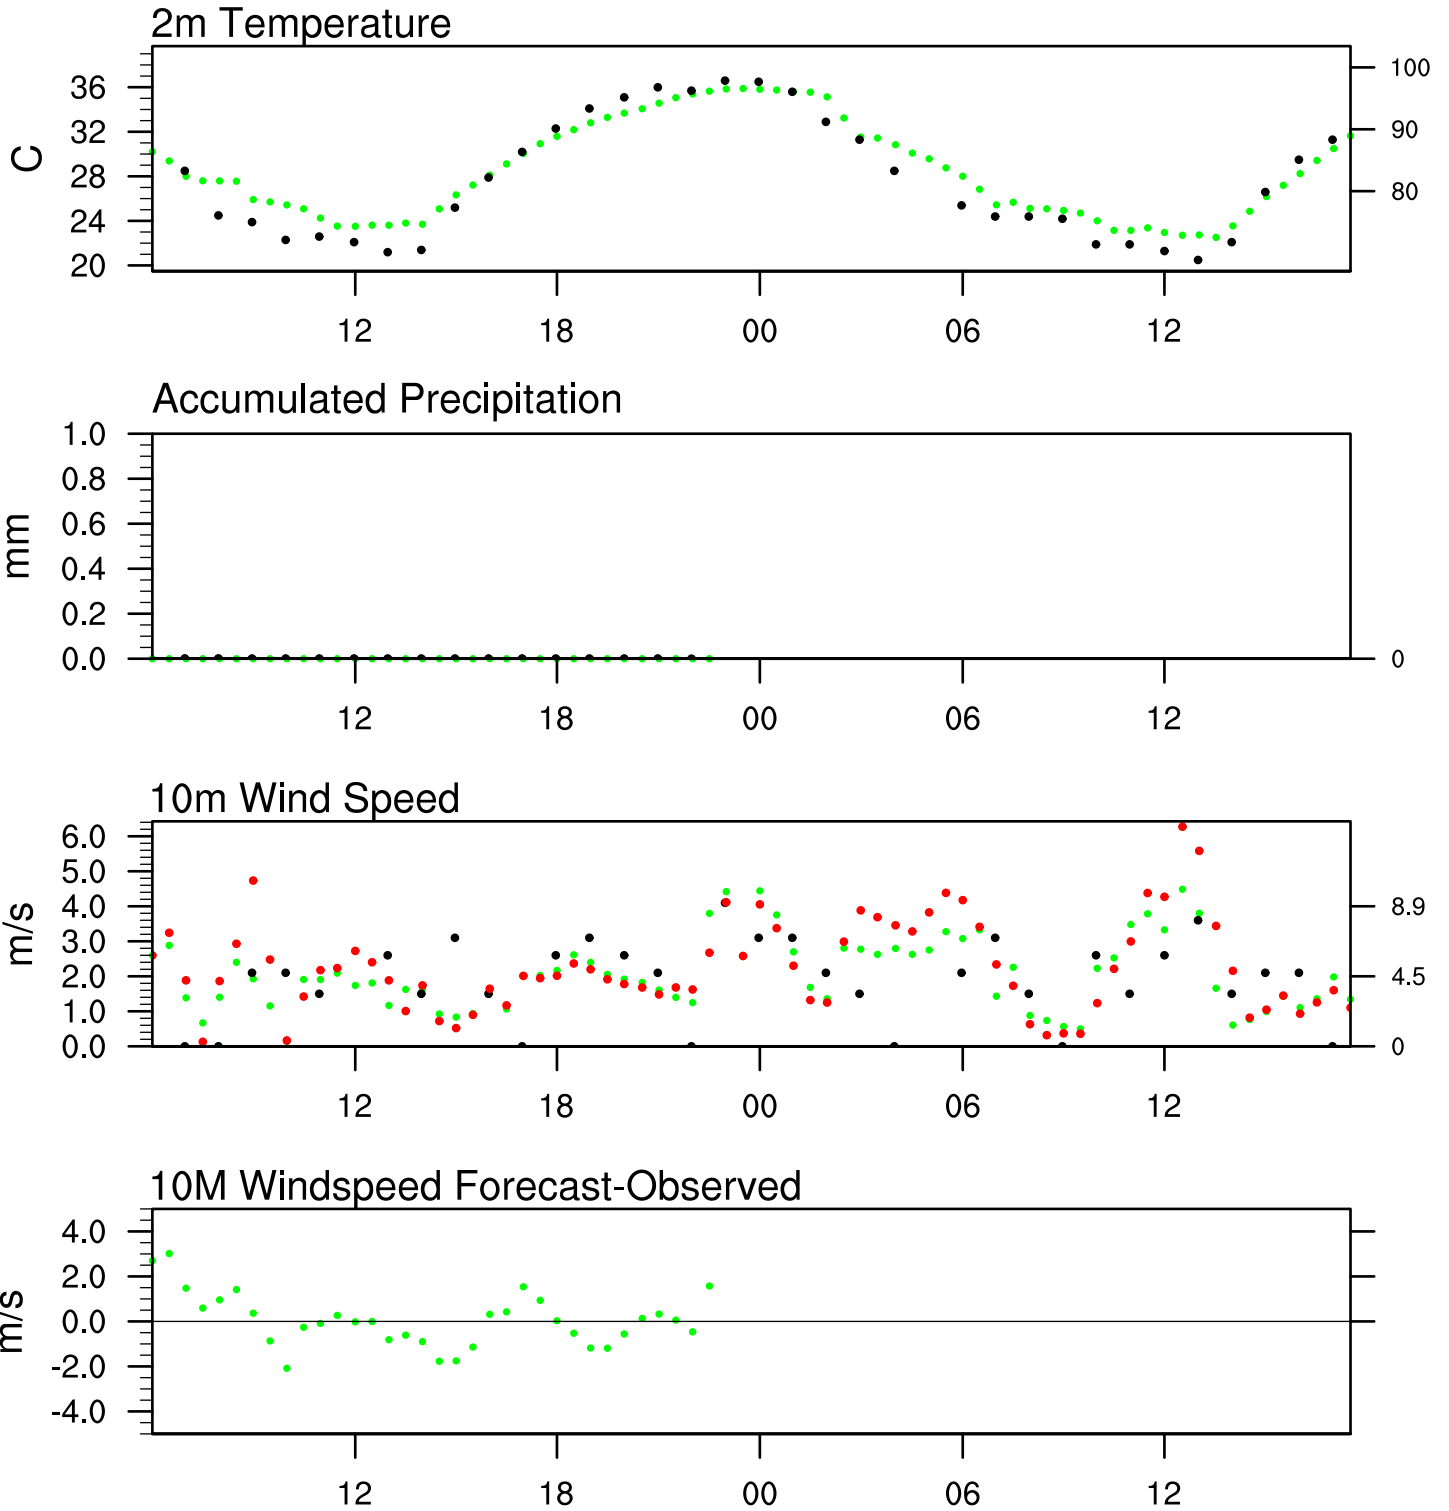 2m Temperature
C
36
32
28
24
20
100
90
80
12 18 00 06 12
Accumulated Precipitation
mm
1.0
0.8
0.6
0.4
0.2
0.0
0
12 18 00 06 12
10m Wind Speed
m/s
6.0
5.0
4.0
3.0
2.0
1.0
0.0
8.9
4.5
0
12 18 00 06 12
10M Windspeed Forecast-Observed
m/s
4.0
2.0
0.0
-2.0
-4.0
12 18 00 06 12